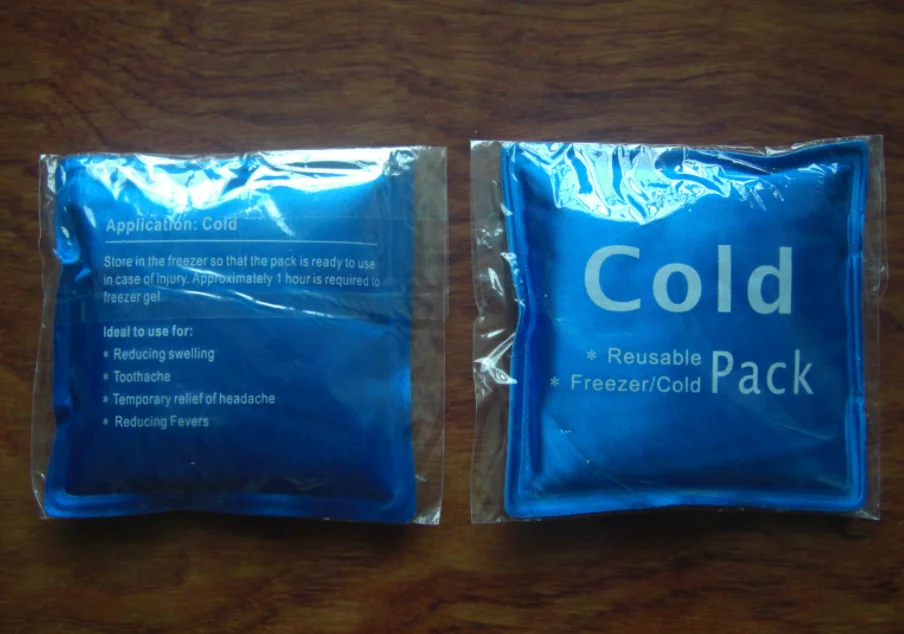 Application: Cold
Store in the freezer so that the pack is ready to use
in case of injury. Approximately 1 hour is required to
freezer gel.
Ideal to use for:
* Reducing swelling
* Toothache
* Temporary relief of headache
* Reducing Fevers
Cold
* Reusable
* Freezer/Cold
Pack